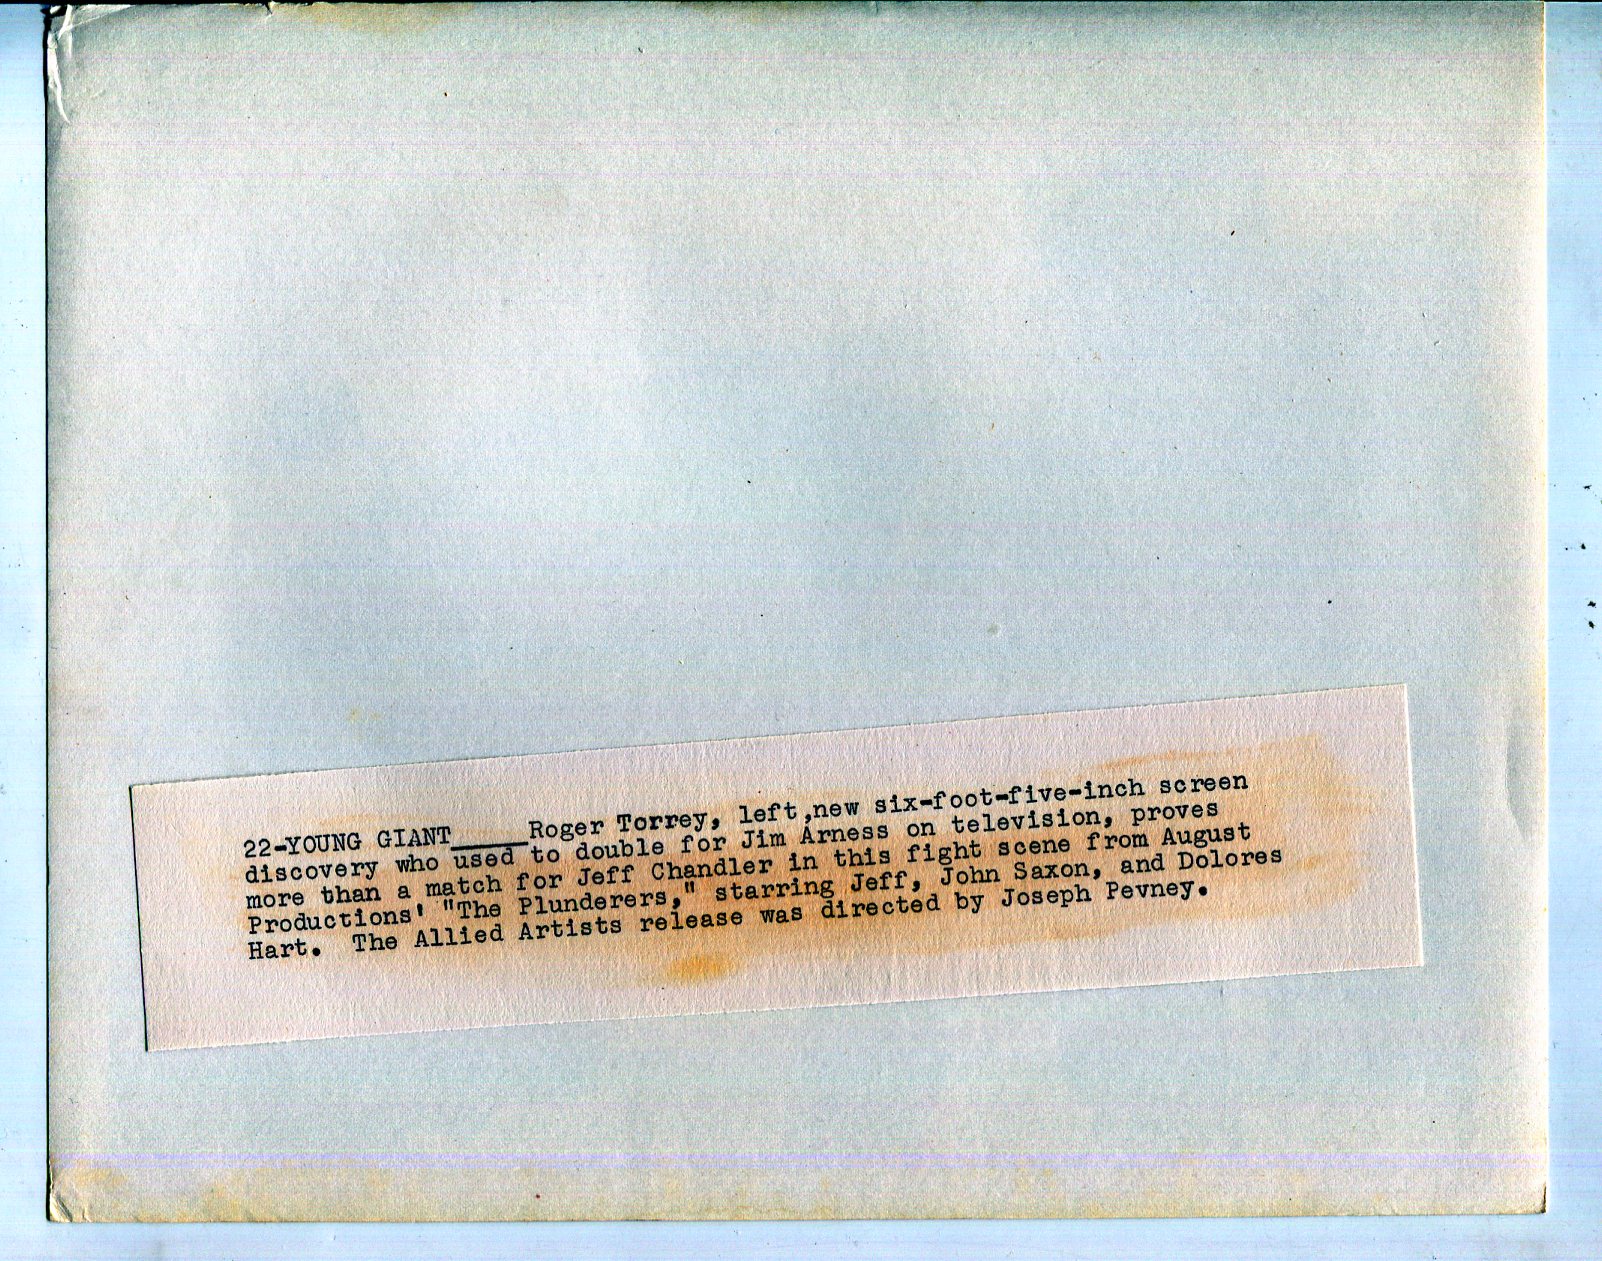 22-YOUNG GIANT_____Roger Torrey, left,new six-foot-five-inch screen
discovery who used to double for Jim Arness on television, proves
more than a match for Jeff Chandler in this fight scene from August
Productions' "The Plunderers," starring Jeff, John Saxon, and Dolores
Hart.  The Allied Artists release was directed by Joseph Pevney.